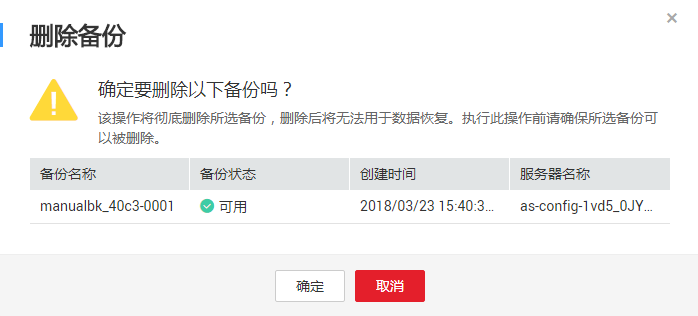 删除备份
确定要删除以下备份吗？
该操作将彻底删除所选备份，删除后将无法用于数据恢复。执行此操作前请确保所选备份可
以被删除。
备份名称 备份状态 创建时间 服务器名称
manualbk_40c3-0001 可用 2018/03/23 15:40:3... as-config-1vd5_0JY...
确定 取消